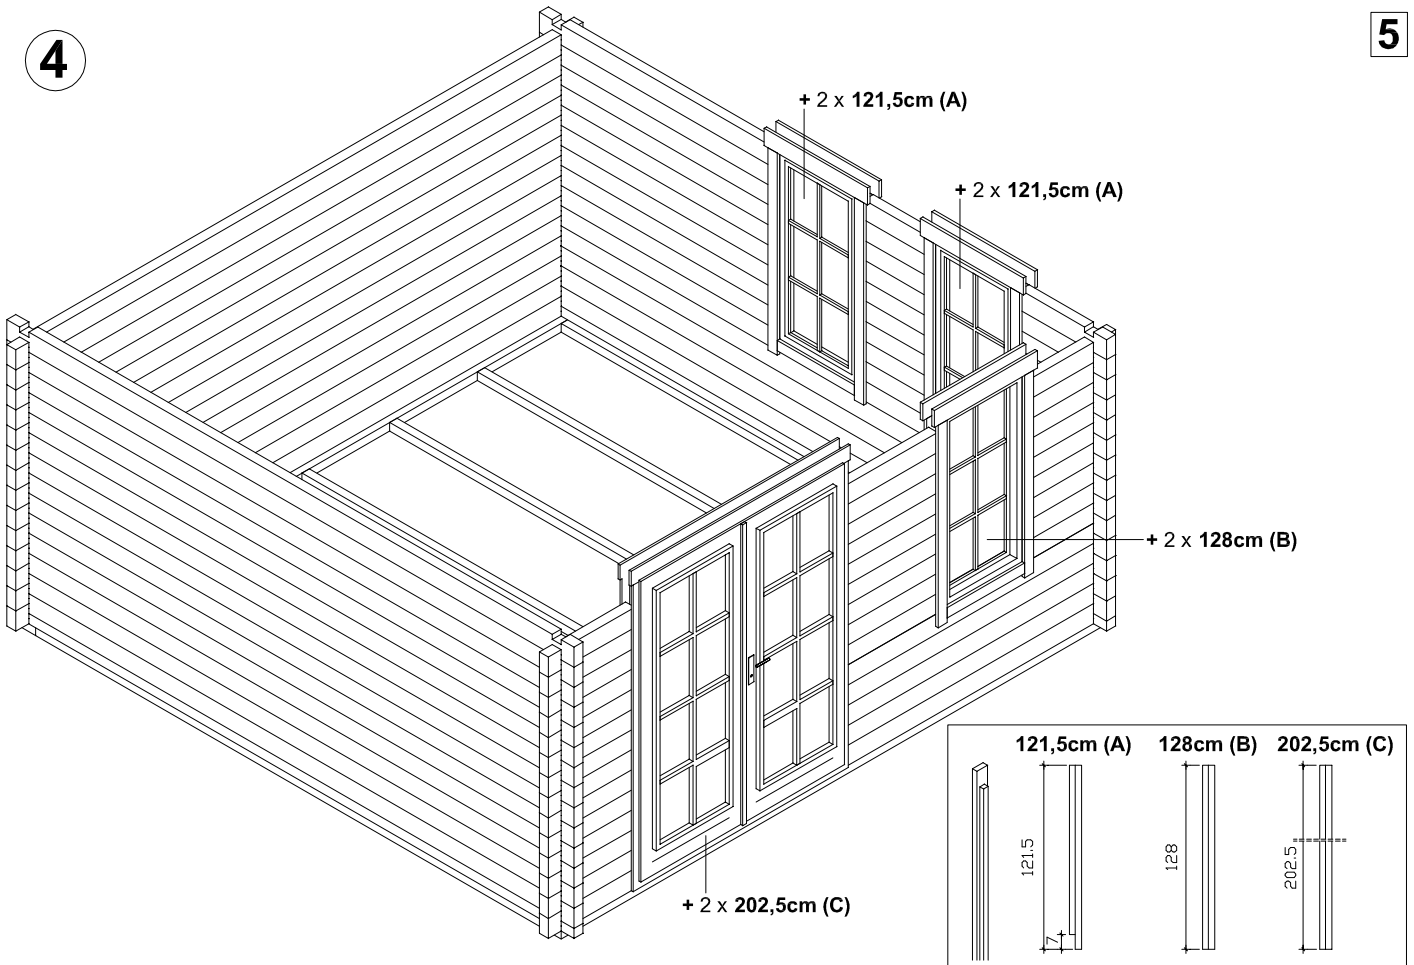 4
5
+ 2 x 121,5cm (A)
+ 2 x 121,5cm (A)
+ 2 x 128cm (B)
+ 2 x 202,5cm (C)
121,5cm (A) 128cm (B) 202,5cm (C)
121.5
7
128
202.5